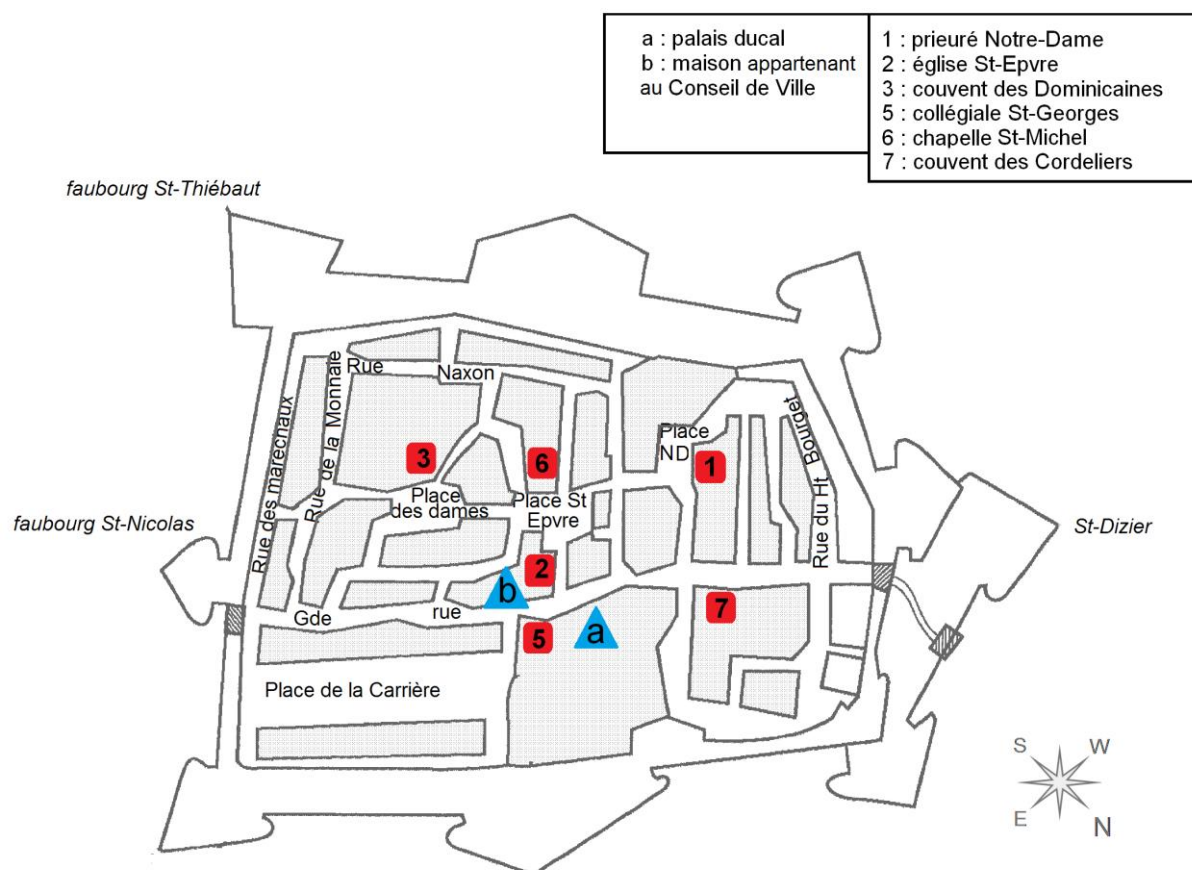 a : palais ducal
b : maison appartenant
au Conseil de Ville
1 : prieuré Notre-Dame
2 : église St-Epvre
3 : couvent des Dominicaines
5 : collégiale St-Georges
6 : chapelle St-Michel
7 : couvent des Cordeliers
faubourg St-Thiébaut
Rue
Naxon
Rue des marechaux
Rue de la Monnaie
Place
ND
1
Rue du Ht Bourget
3
6
Place
des dames
Place St
Epvre
faubourg St-Nicolas
St-Dizier
2
b
7
Gde
rue
5
a
Place de la Carrière
S
W
E
N